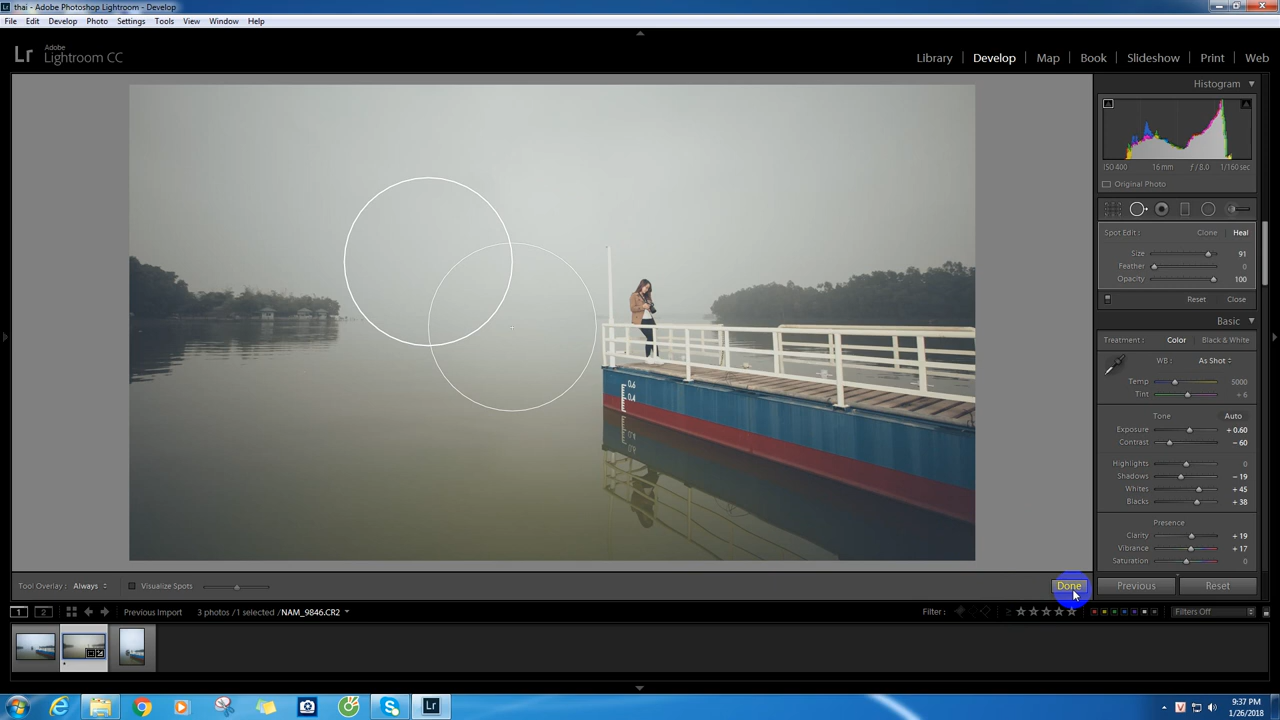 thai - Adobe Photoshop Lightroom - Develop
File Edit Develop Photo Settings Tools View Window Help
Lr Adobe Lightroom CC
Library | Develop | Map | Book | Slideshow | Print | Web
Histogram
ISO 400 16 mm f / 8.0 1/160 sec
Original Photo
Spot Edit : Clone Heal
Size 91
Feather 0
Opacity 100
Reset Close
Basic
Treatment : Color Black & White
WB : As Shot
Temp 5000
Tint + 6
Tone Auto
Exposure + 0.60
Contrast – 60
Highlights 0
Shadows – 19
Whites + 45
Blacks + 38
Presence
Clarity + 19
Vibrance + 17
Saturation 0
0.6
0.4
Tool Overlay : Always Visualize Spots Done Previous Reset
1 2 Previous Import 3 photos / 1 selected / NAM_9846.CR2 Filter : Filters Off
Lr V 9:37 PM
1/26/2018